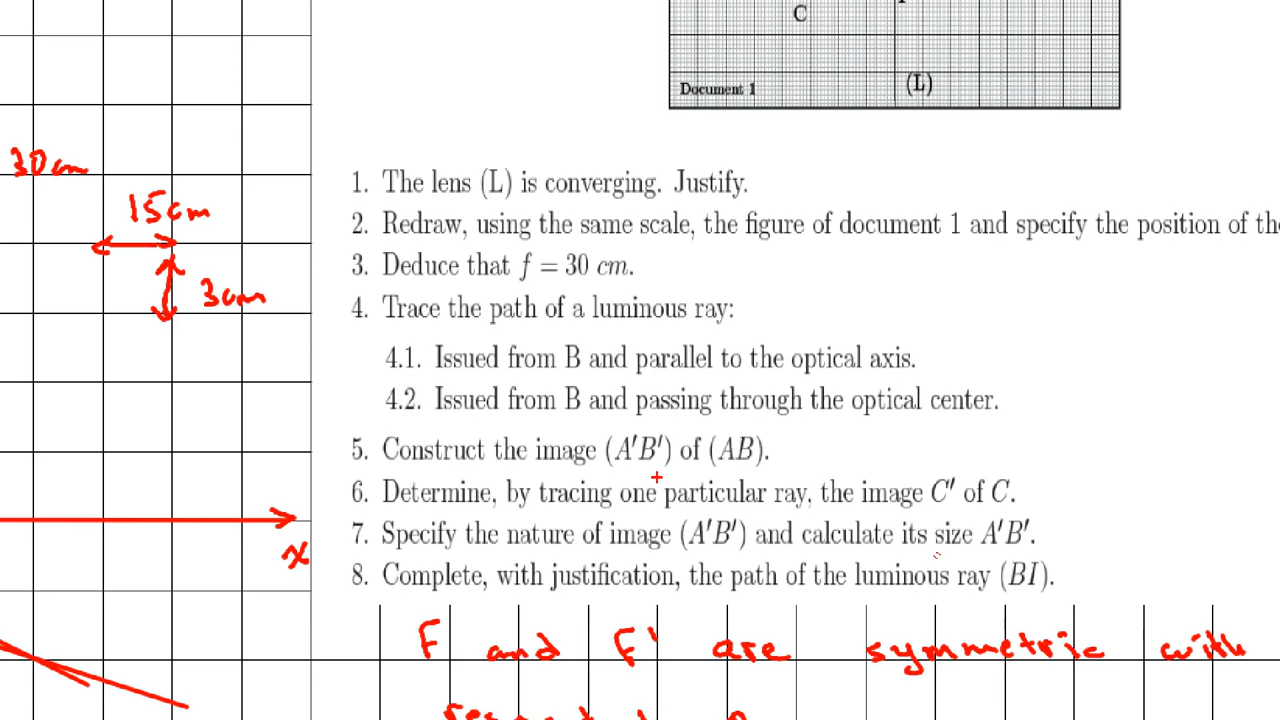 C
(L)
Document 1
30cm
15cm
3cm
x
1. The lens (L) is converging. Justify.
2. Redraw, using the same scale, the figure of document 1 and specify the position of the
3. Deduce that f = 30 cm.
4. Trace the path of a luminous ray:
4.1. Issued from B and parallel to the optical axis.
4.2. Issued from B and passing through the optical center.
5. Construct the image (A'B') of (AB).
6. Determine, by tracing one particular ray, the image C' of C.
7. Specify the nature of image (A'B') and calculate its size A'B'.
8. Complete, with justification, the path of the luminous ray (BI).
F and F' are symmetric with